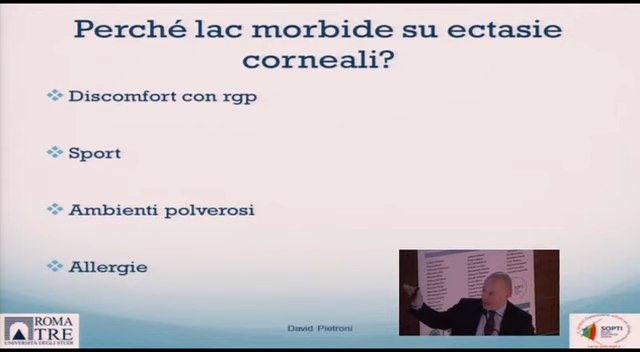 Perché lac morbide su ectasie
corneali?
Discomfort con rgp
Sport
Ambienti polverosi
Allergie
David Pietroni
ROMA
TRE
UNIVERSITÀ DEGLI STUDI
SOPTI